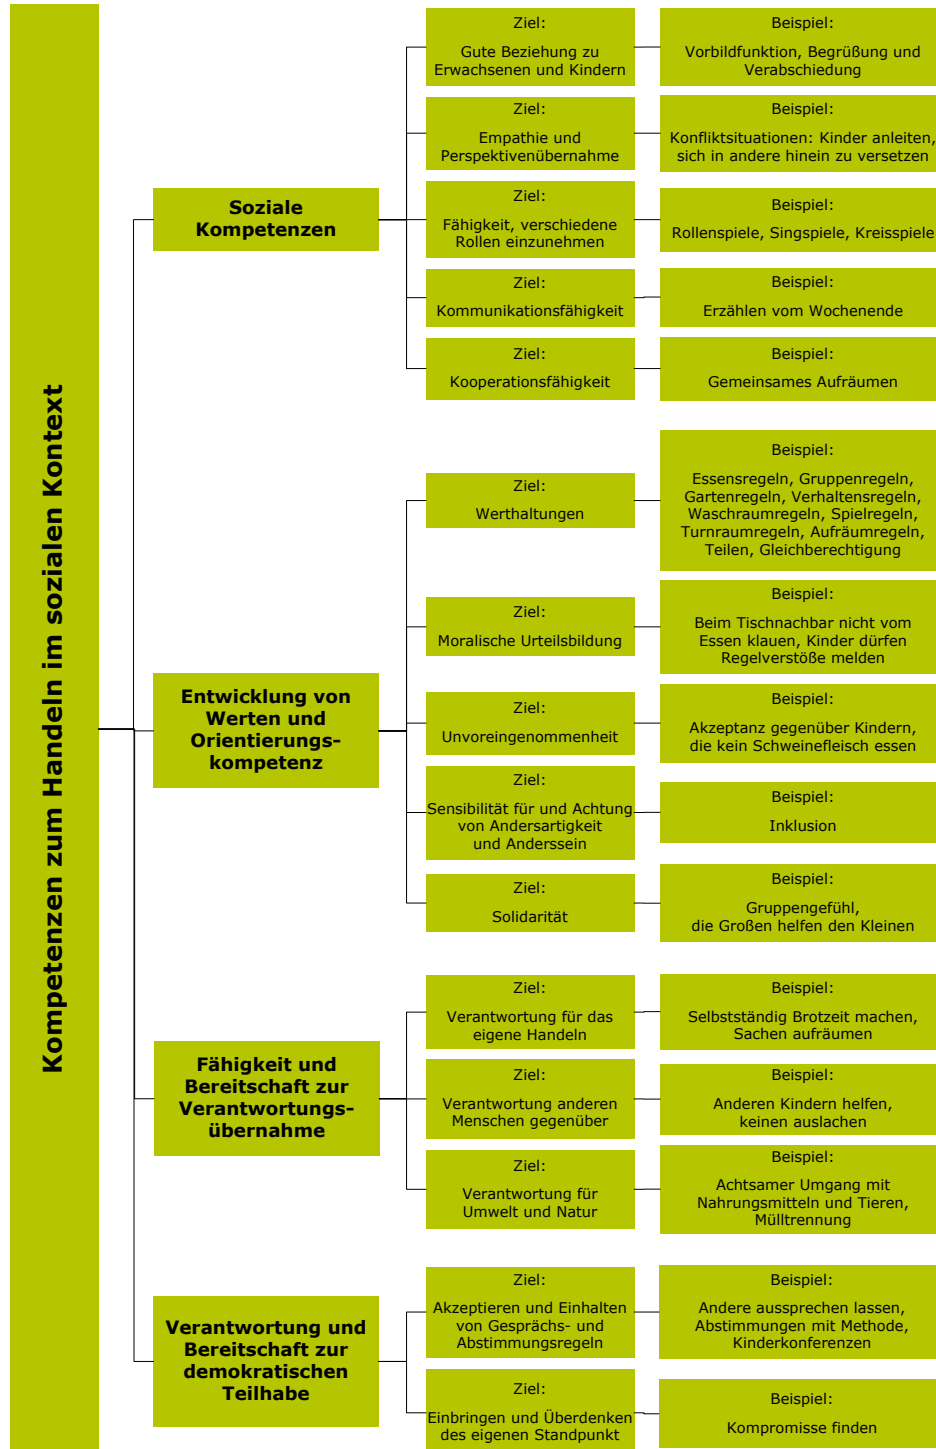 Kompetenzen zum Handeln im sozialen Kontext
Soziale
Kompetenzen
Ziel:
Gute Beziehung zu
Erwachsenen und Kindern
Beispiel:
Vorbildfunktion, Begrüßung und
Verabschiedung
Ziel:
Empathie und
Perspektivenübernahme
Beispiel:
Konfliktsituationen: Kinder anleiten,
sich in andere hinein zu versetzen
Ziel:
Fähigkeit, verschiedene
Rollen einzunehmen
Beispiel:
Rollenspiele, Singspiele, Kreisspiele
Ziel:
Kommunikationsfähigkeit
Beispiel:
Erzählen vom Wochenende
Ziel:
Kooperationsfähigkeit
Beispiel:
Gemeinsames Aufräumen
Entwicklung von
Werten und
Orientierungs-
kompetenz
Ziel:
Werthaltungen
Beispiel:
Essensregeln, Gruppenregeln,
Gartenregeln, Verhaltensregeln,
Waschraumregeln, Spielregeln,
Turnraumregeln, Aufräumregeln,
Teilen, Gleichberechtigung
Ziel:
Moralische Urteilsbildung
Beispiel:
Beim Tischnachbar nicht vom
Essen klauen, Kinder dürfen
Regelverstöße melden
Ziel:
Unvoreingenommenheit
Beispiel:
Akzeptanz gegenüber Kindern,
die kein Schweinefleisch essen
Ziel:
Sensibilität für und Achtung
von Andersartigkeit
und Anderssein
Beispiel:
Inklusion
Ziel:
Solidarität
Beispiel:
Gruppengefühl,
die Großen helfen den Kleinen
Fähigkeit und
Bereitschaft zur
Verantwortungs-
übernahme
Ziel:
Verantwortung für das
eigene Handeln
Beispiel:
Selbstständig Brotzeit machen,
Sachen aufräumen
Ziel:
Verantwortung anderen
Menschen gegenüber
Beispiel:
Anderen Kindern helfen,
keinen auslachen
Ziel:
Verantwortung für
Umwelt und Natur
Beispiel:
Achtsamer Umgang mit
Nahrungsmitteln und Tieren,
Mülltrennung
Verantwortung und
Bereitschaft zur
demokratischen
Teilhabe
Ziel:
Akzeptieren und Einhalten
von Gesprächs- und
Abstimmungsregeln
Beispiel:
Andere aussprechen lassen,
Abstimmungen mit Methode,
Kinderkonferenzen
Ziel:
Einbringen und Überdenken
des eigenen Standpunkt
Beispiel:
Kompromisse finden